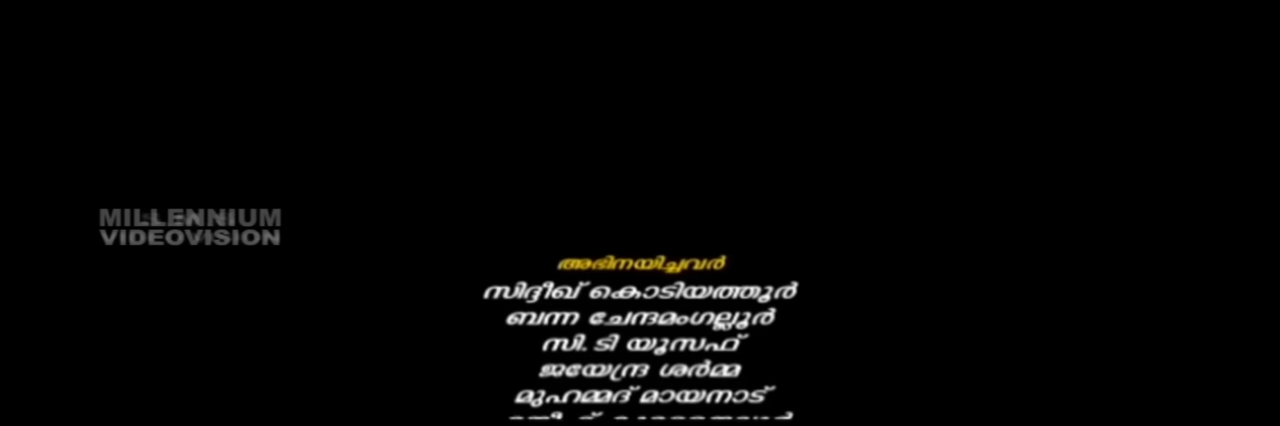 MILLENNIUM
VIDEOVISION
അഭിനയിച്ചവർ
സിദ്ദീഖ് കൊടിയത്തൂർ
ബന്ന ചേന്ദമംഗല്ലൂർ
സി. ടി യൂസഫ്
ജയേന്ദ്ര ശർമ്മ
മുഹമ്മദ് മായനാട്